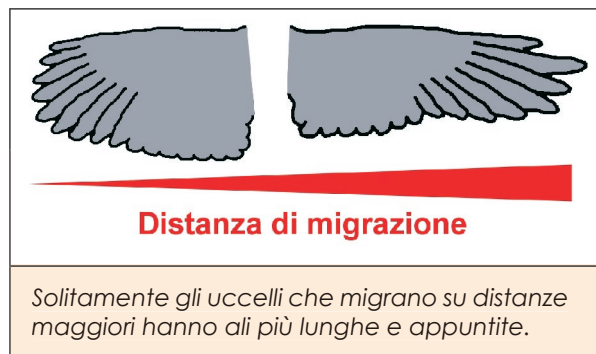 Distanza di migrazione
Solitamente gli uccelli che migrano su distanze
maggiori hanno ali più lunghe e appuntite.